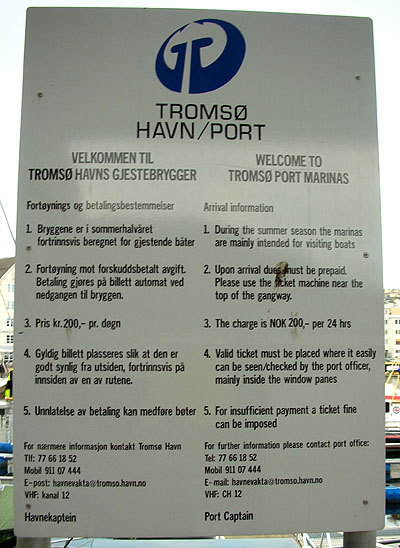 TROMSØ
HAVN/PORT
VELKOMMEN TIL
TROMSØ HAVNS GJESTEBRYGGER
Fortøynings og betalingsbestemmelser
1. Bryggene er i sommerhalvåret
fortrinnsvis beregnet for gjestende båter
2. Fortøyning mot forskuddsbetalt avgift.
Betaling gjøres på billett automat ved
nedgangen til bryggen.
3. Pris kr.200,- pr. døgn
4. Gyldig billett plasseres slik at den er
godt synlig fra utsiden, fortrinnsvis på
innsiden av en av rutene.
5. Unnlatelse av betaling kan medføre bøter
For nærmere informasjon kontakt Tromsø Havn
Tlf: 77 66 18 52
Mobil 911 07 444
E-post: havnevakta@tromso.havn.no
VHF: kanal 12
Havnekaptein
WELCOME TO
TROMSØ PORT MARINAS
Arrival information
1. During the summer season the marinas
are mainly intended for visiting boats
2. Upon arrival dues must be prepaid.
Please use the ticket machine near the
top of the gangway.
3. The charge is NOK 200,- per 24 hrs
4. Valid ticket must be placed where it easily
can be seen/checked by the port officer,
mainly inside the window panes
5. For insufficient payment a ticket fine
can be imposed
For further information please contact port office:
Tel: 77 66 18 52
Mobil 911 07 444
E-mail: havnevakta@tromso.havn.no
VHF: CH 12
Port Captain